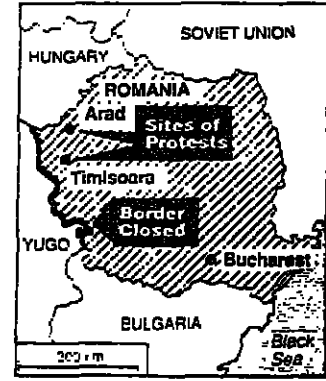 SOVIET UNION
HUNGARY
ROMANIA
Arad
Sites of
Protests
Timisoara
Border
Closed
YUGO
Bucharest
BULGARIA
Black
Sea